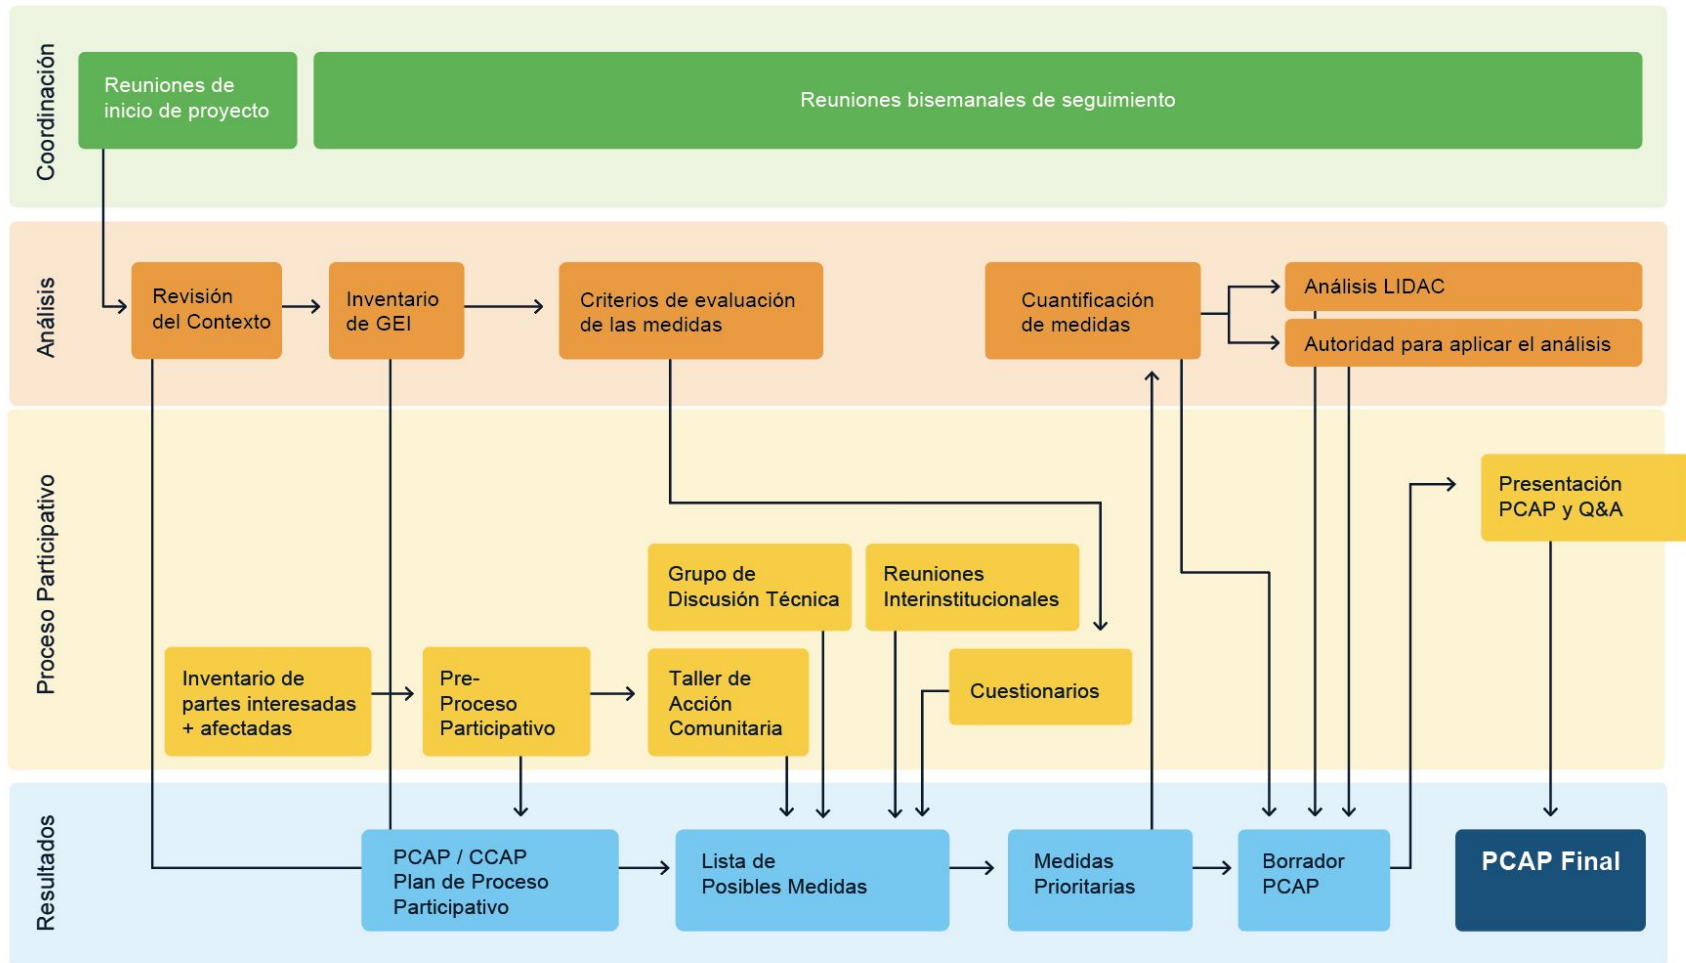 Coordinación
Reuniones de
inicio de proyecto
Reuniones bisemanales de seguimiento
Análisis
Revisión
del Contexto
Inventario
de GEI
Criterios de evaluación
de las medidas
Cuantificación
de medidas
Análisis LIDAC
Autoridad para aplicar el análisis
Proceso Participativo
Presentación
PCAP y Q&A
Grupo de
Discusión Técnica
Reuniones
Interinstitucionales
Inventario de
partes interesadas
+ afectadas
Pre-
Proceso
Participativo
Taller de
Acción
Comunitaria
Cuestionarios
Resultados
PCAP / CCAP
Plan de Proceso
Participativo
Lista de
Posibles Medidas
Medidas
Prioritarias
Borrador
PCAP
PCAP Final